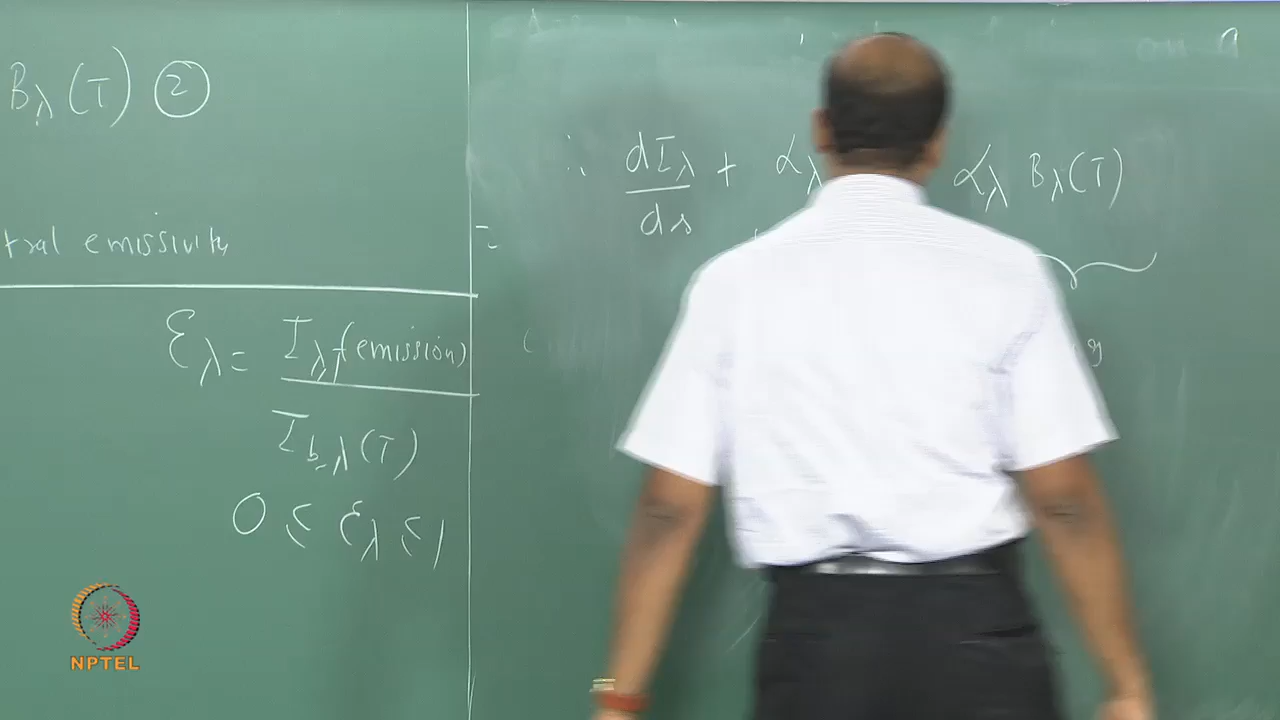 Bλ(T) ②
tral emissivity
ελ = Iλ,(emission)
Ib,λ(T)
0 ≤ ελ ≤ 1
∴ dIλ + αλ αλ Bλ(T)
ds
=
NPTEL